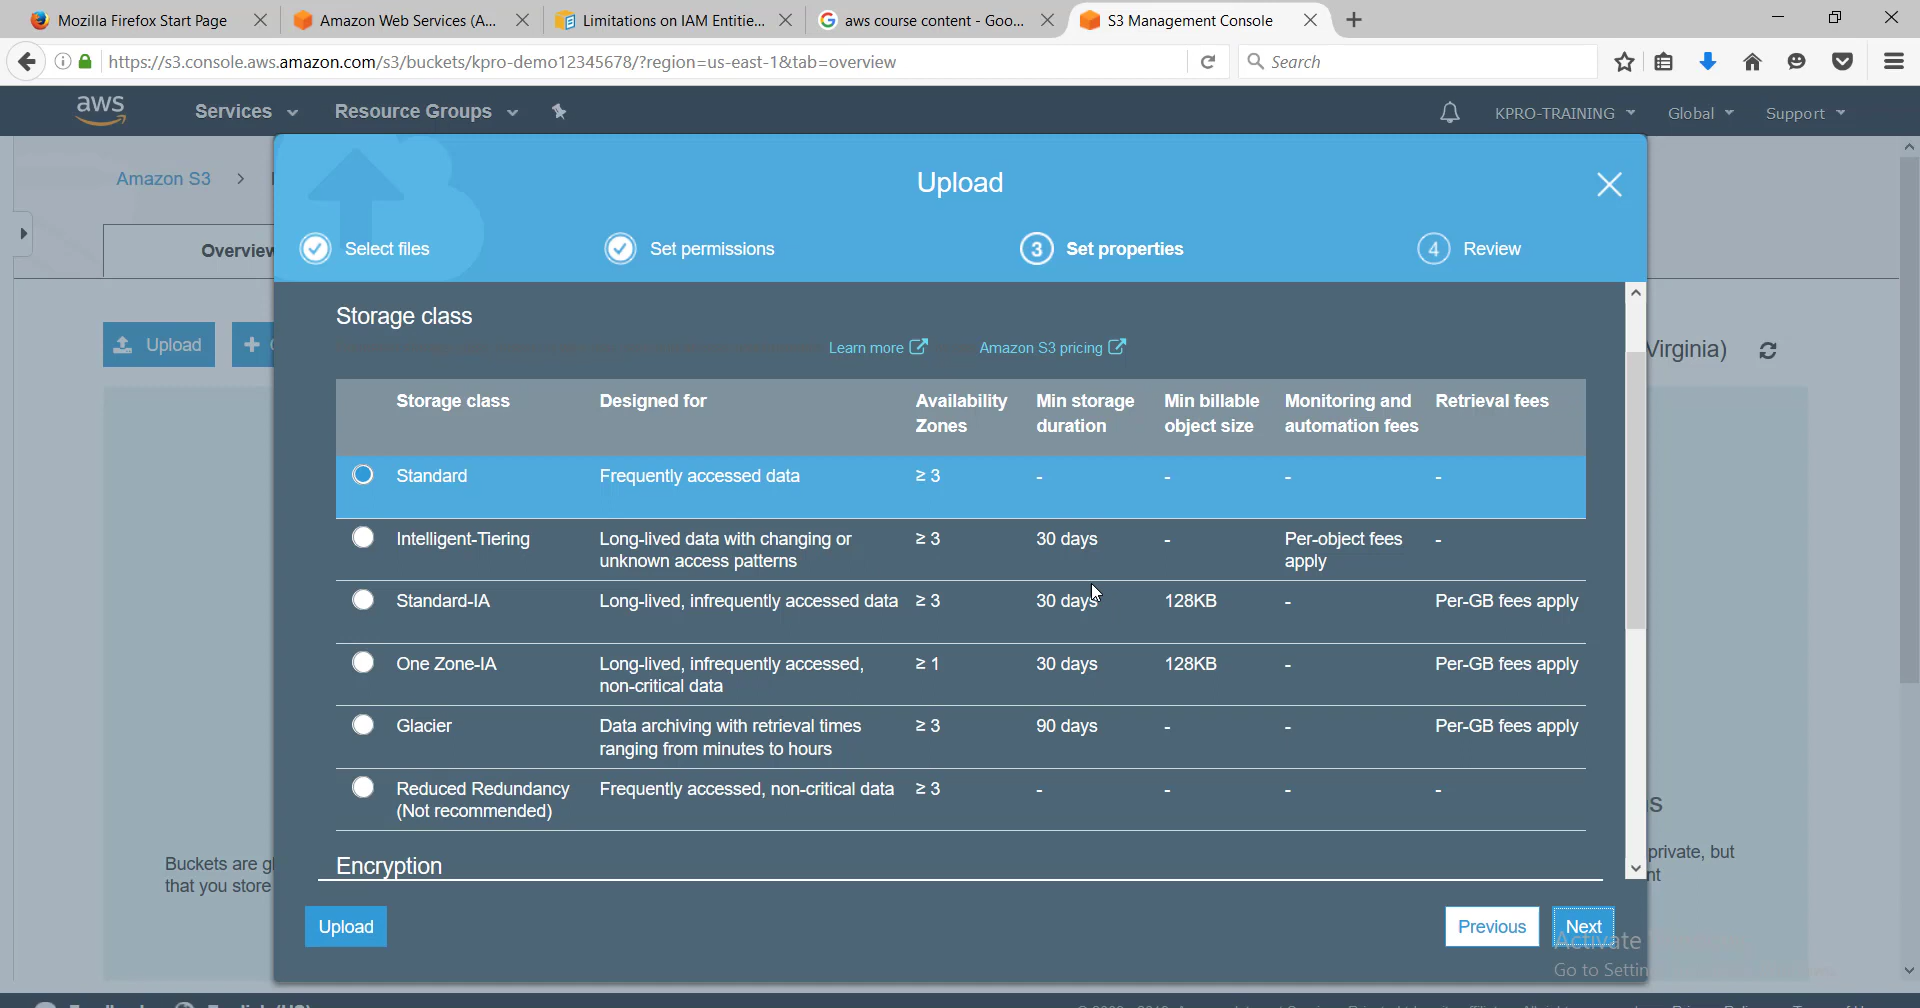 Mozilla Firefox Start Page
Amazon Web Services (A...
Limitations on IAM Entitie...
aws course content - Goo...
S3 Management Console
https://s3.console.aws.amazon.com/s3/buckets/kpro-demo12345678/?region=us-east-1&tab=overview
Search
aws
Services
Resource Groups
KPRO-TRAINING
Global
Support
Amazon S3
Upload
Select files
Set permissions
3 Set properties
4 Review
Overview
Storage class
Learn more
Amazon S3 pricing
Upload
Virginia)
Storage class Designed for Availability Zones Min storage duration Min billable object size Monitoring and automation fees Retrieval fees
Standard Frequently accessed data ≥ 3 - - - -
Intelligent-Tiering Long-lived data with changing or unknown access patterns ≥ 3 30 days - Per-object fees apply -
Standard-IA Long-lived, infrequently accessed data ≥ 3 30 days 128KB - Per-GB fees apply
One Zone-IA Long-lived, infrequently accessed, non-critical data ≥ 1 30 days 128KB - Per-GB fees apply
Glacier Data archiving with retrieval times ranging from minutes to hours ≥ 3 90 days - - Per-GB fees apply
Reduced Redundancy (Not recommended) Frequently accessed, non-critical data ≥ 3 - - - -
Encryption
Buckets are gl
that you store
private, but
Upload
Previous
Next
Activate
Go to Settin